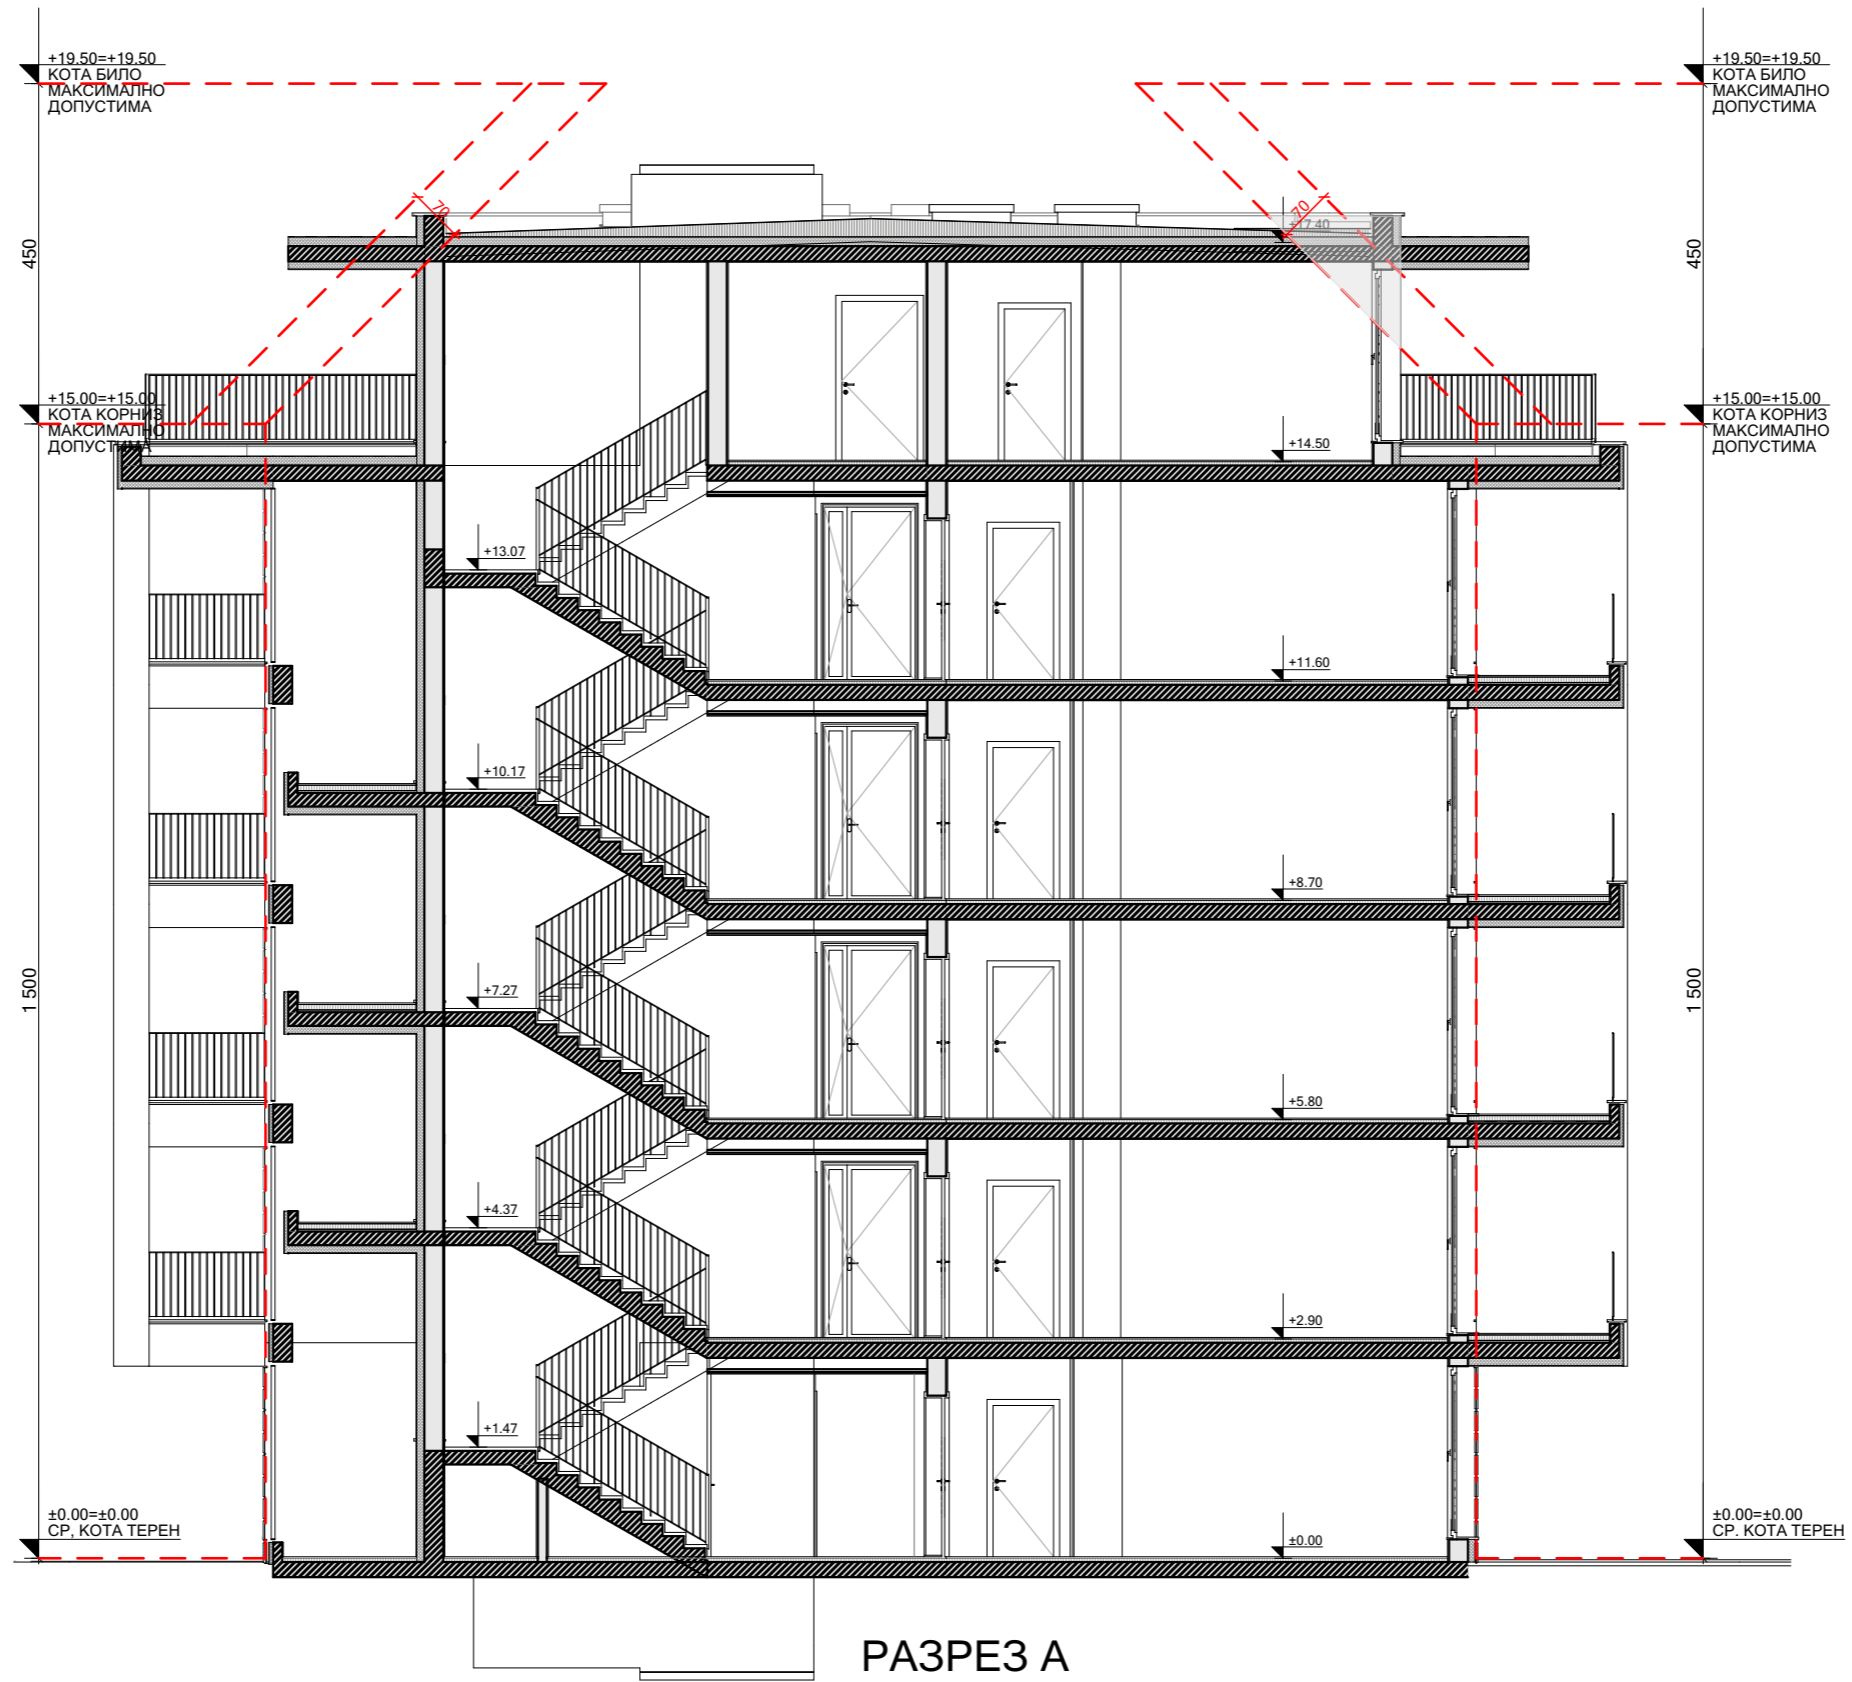 +19.50=+19.50
КОТА БИЛО
МАКСИМАЛНО
ДОПУСТИМА
+19.50=+19.50
КОТА БИЛО
МАКСИМАЛНО
ДОПУСТИМА
70
70
+17.40
450
450
+15.00=+15.00
КОТА КОРНИЗ
МАКСИМАЛНО
ДОПУСТИМА
+15.00=+15.00
КОТА КОРНИЗ
МАКСИМАЛНО
ДОПУСТИМА
+14.50
+13.07
+11.60
+10.17
+8.70
1 500
1 500
+7.27
+5.80
+4.37
+2.90
+1.47
±0.00=±0.00
СР, КОТА ТЕРЕН
±0.00
±0.00=±0.00
СР. КОТА ТЕРЕН
РАЗРЕЗ А